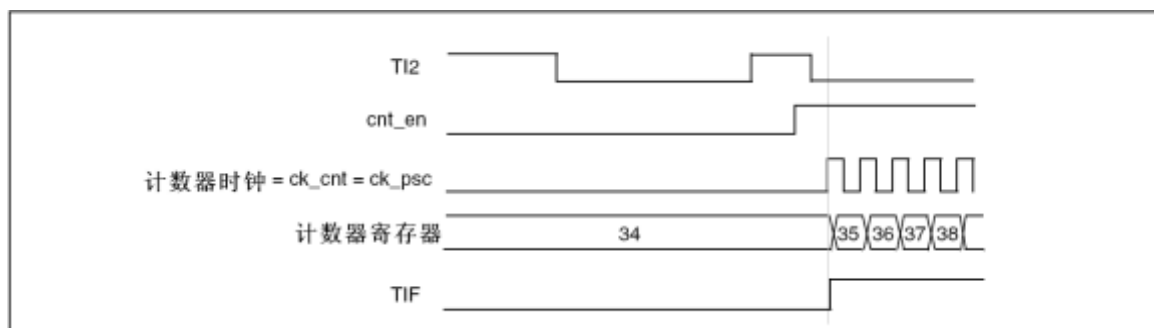 TI2
cnt_en
计数器时钟 = ck_cnt = ck_psc
计数器寄存器 34 35 36 37 38
TIF